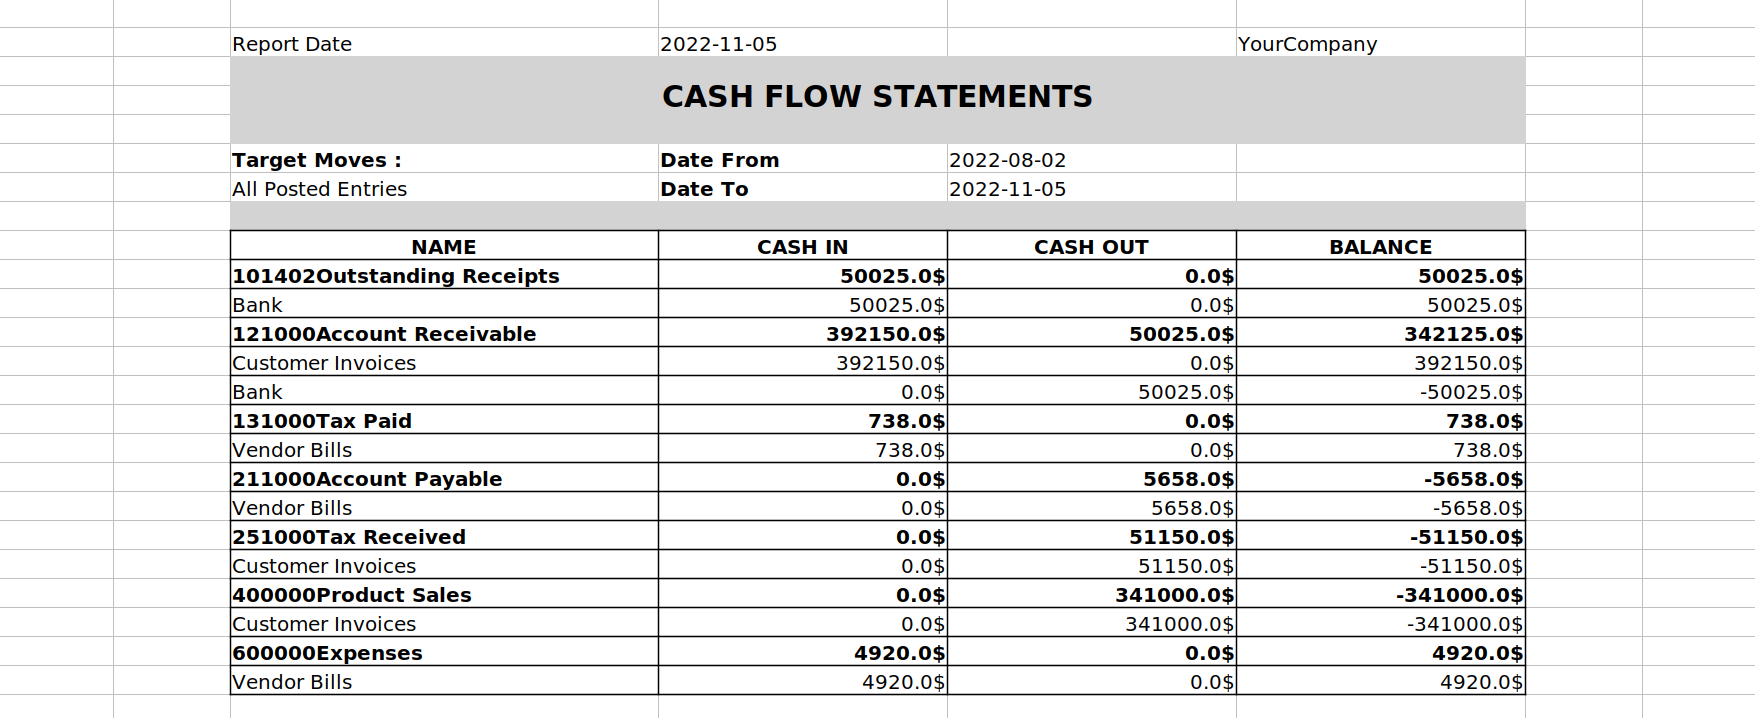 Report Date 2022-11-05 YourCompany
CASH FLOW STATEMENTS
Target Moves : Date From 2022-08-02
All Posted Entries Date To 2022-11-05
NAME CASH IN CASH OUT BALANCE
101402Outstanding Receipts 50025.0$ 0.0$ 50025.0$
Bank 50025.0$ 0.0$ 50025.0$
121000Account Receivable 392150.0$ 50025.0$ 342125.0$
Customer Invoices 392150.0$ 0.0$ 392150.0$
Bank 0.0$ 50025.0$ -50025.0$
131000Tax Paid 738.0$ 0.0$ 738.0$
Vendor Bills 738.0$ 0.0$ 738.0$
211000Account Payable 0.0$ 5658.0$ -5658.0$
Vendor Bills 0.0$ 5658.0$ -5658.0$
251000Tax Received 0.0$ 51150.0$ -51150.0$
Customer Invoices 0.0$ 51150.0$ -51150.0$
400000Product Sales 0.0$ 341000.0$ -341000.0$
Customer Invoices 0.0$ 341000.0$ -341000.0$
600000Expenses 4920.0$ 0.0$ 4920.0$
Vendor Bills 4920.0$ 0.0$ 4920.0$